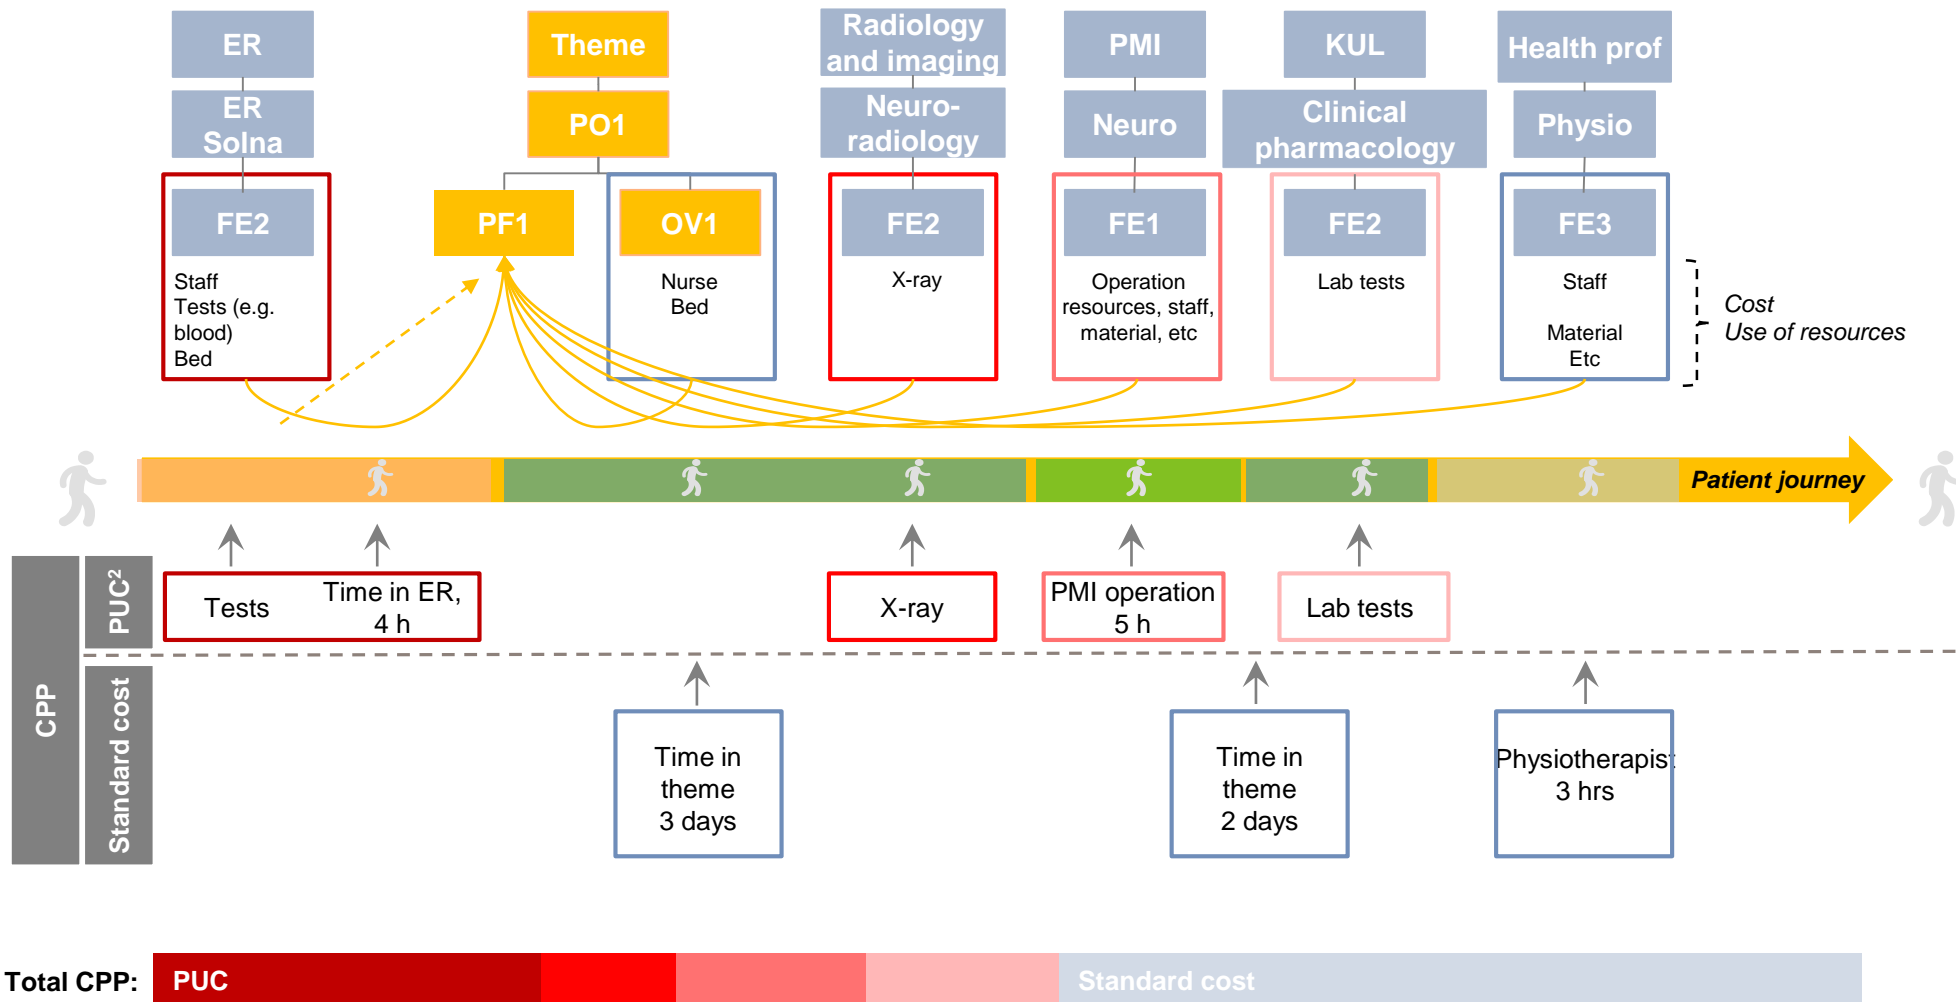 ER
Theme
Radiology
and imaging
PMI
KUL
Health prof
ER
Solna
PO1
Neuro-
radiology
Neuro
Clinical
pharmacology
Physio
FE2
PF1
OV1
FE2
FE1
FE2
FE3
Staff
Tests (e.g.
blood)
Bed
Nurse
Bed
X-ray
Operation
resources, staff,
material, etc
Lab tests
Staff
Material
Etc
Cost
Use of resources
Patient journey
CPP
PUC²
Tests
Time in ER,
4 h
X-ray
PMI operation
5 h
Lab tests
Standard cost
Time in
theme
3 days
Time in
theme
2 days
Physiotherapist
3 hrs
Total CPP:
PUC
Standard cost